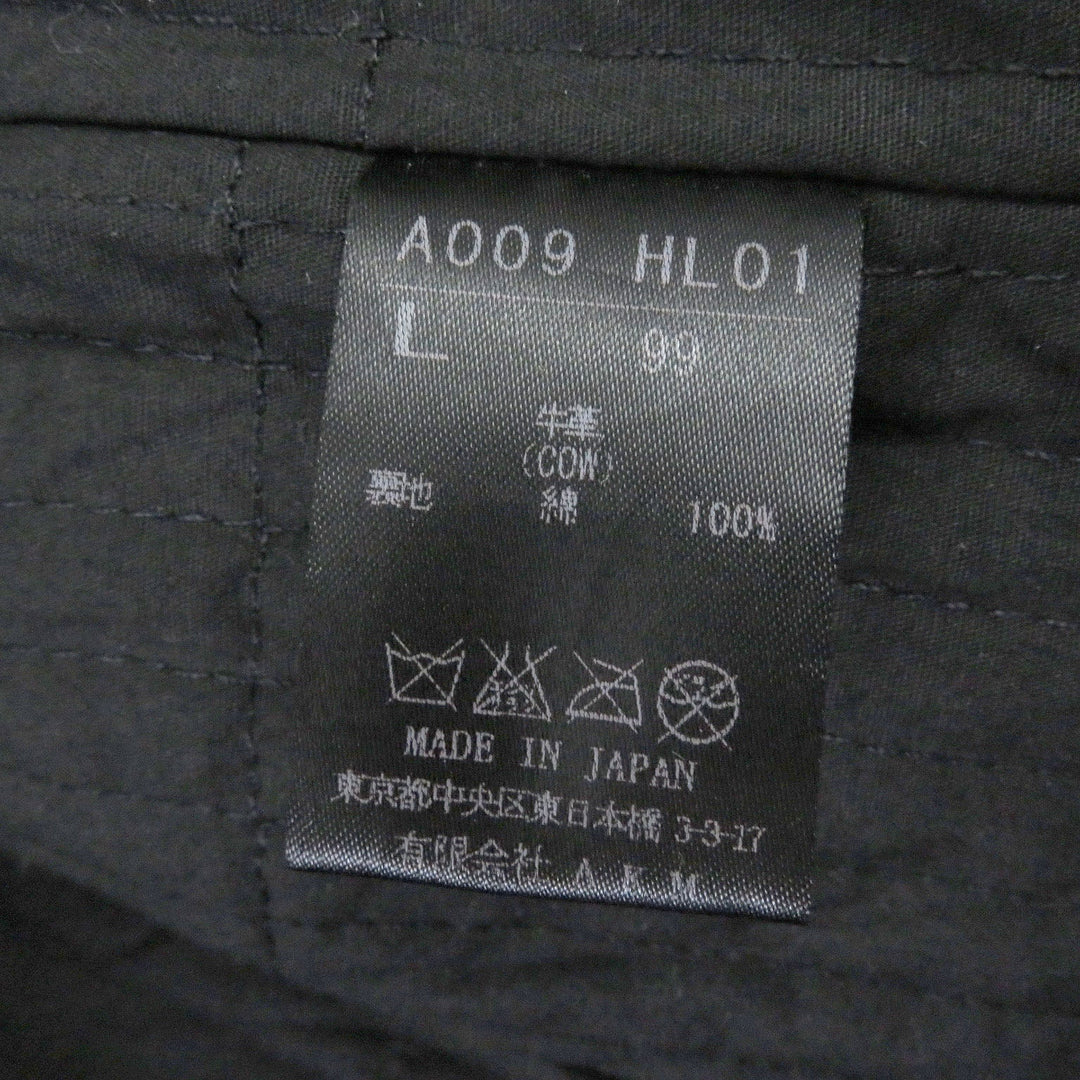 A009 HL01
L 99
牛革
(COW)
裏地 綿 100%
MADE IN JAPAN
東京都中央区東日本橋 3-3-17
有限会社 A K M